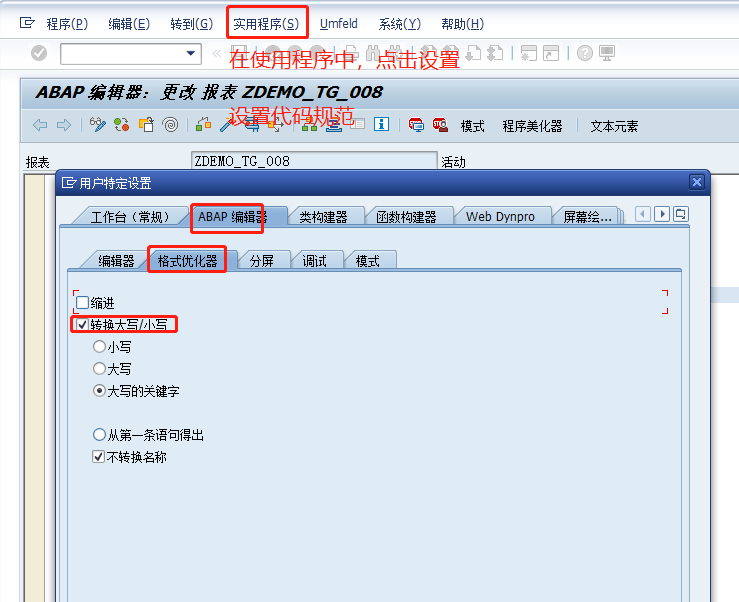 程序(P) 编辑(E) 转到(G) 实用程序(S) Umfeld 系统(Y) 帮助(H)
在使用程序中，点击设置
ABAP 编辑器：更改 报表 ZDEMO_TG_008
设置代码规范
模式 程序美化器 文本元素
报表 ZDEMO_TG_008 活动
用户特定设置
工作台（常规） ABAP 编辑器 类构建器 函数构建器 Web Dynpro 屏幕绘...
编辑器 格式优化器 分屏 调试 模式
缩进
转换大写/小写
小写
大写
大写的关键字
从第一条语句得出
不转换名称